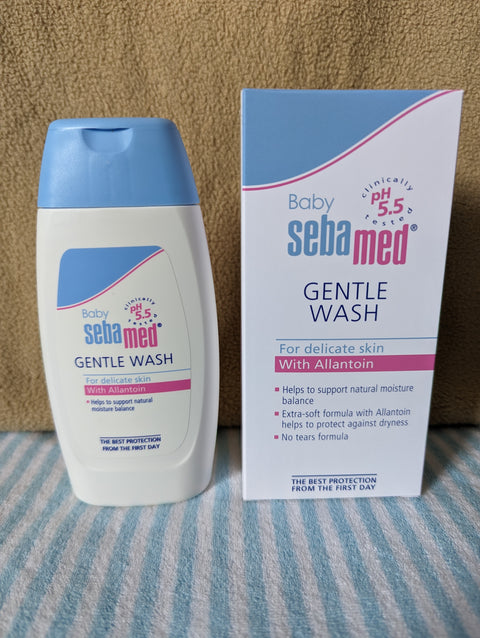 Baby
sebamed®
clinically tested
pH 5.5
GENTLE WASH
For delicate skin
With Allantoin
Helps to support natural
moisture balance
THE BEST PROTECTION
FROM THE FIRST DAY
Baby
sebamed®
clinically tested
pH
5.5
GENTLE
WASH
For delicate skin
With Allantoin
Helps to support natural moisture
balance
Extra-soft formula with Allantoin
helps to protect against dryness
No tears formula
THE BEST PROTECTION
FROM THE FIRST DAY